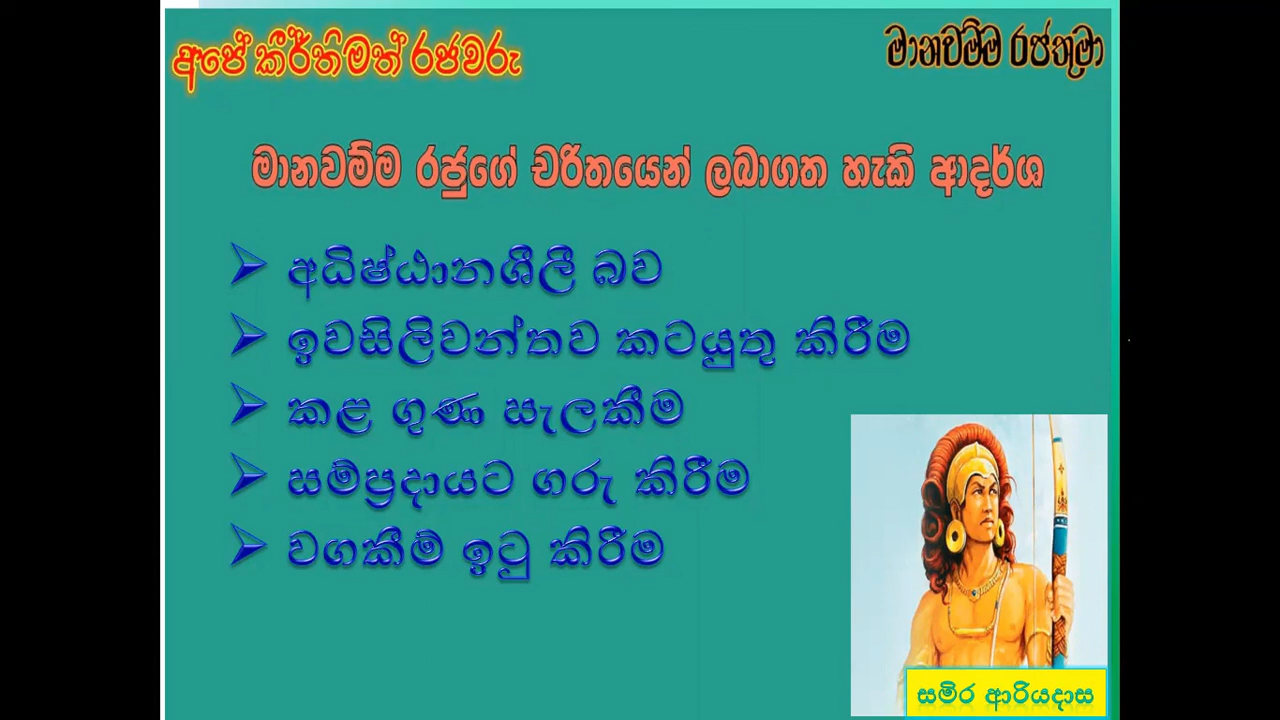 අපේ කීර්තිමත් රජවරු
මානවම්ම රජතුමා
මානවම්ම රජුගේ චරිතයෙන් ලබාගත හැකි ආදර්ශ
අධිෂ්ඨානශීලී බව
ඉවසිලිවන්තව කටයුතු කිරීම
කළ ගුණ සැලකීම
සම්ප්‍රදායට ගරු කිරීම
වගකීම් ඉටු කිරීම
සමිර ආරියදාස